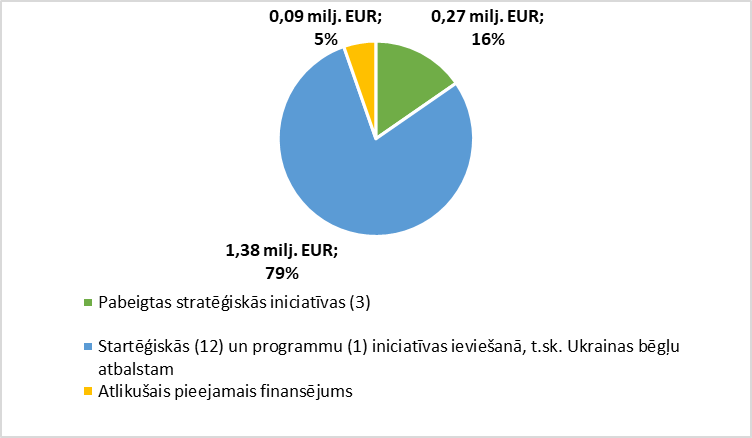 0,09 milj. EUR;
5%
0,27 milj. EUR;
16%
1,38 milj. EUR;
79%
Pabeigtas stratēģiskās iniciatīvas (3)
Startēģiskās (12) un programmu (1) iniciatīvas ieviešanā, t.sk. Ukrainas bēgļu
atbalstam
Atlikušais pieejamais finansējums